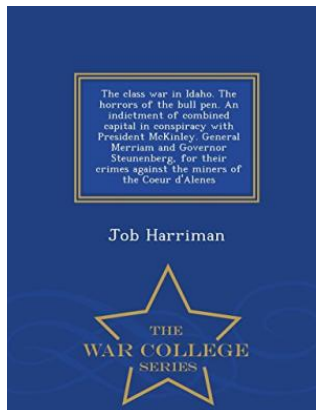 The class war in Idaho. The
horrors of the bull pen. An
indictment of combined
capital in conspiracy with
President McKinley. General
Merriam and Governor
Steunenberg, for their
crimes against the miners of
the Coeur d'Alenes
Job Harriman
THE
WAR COLLEGE
SERIES